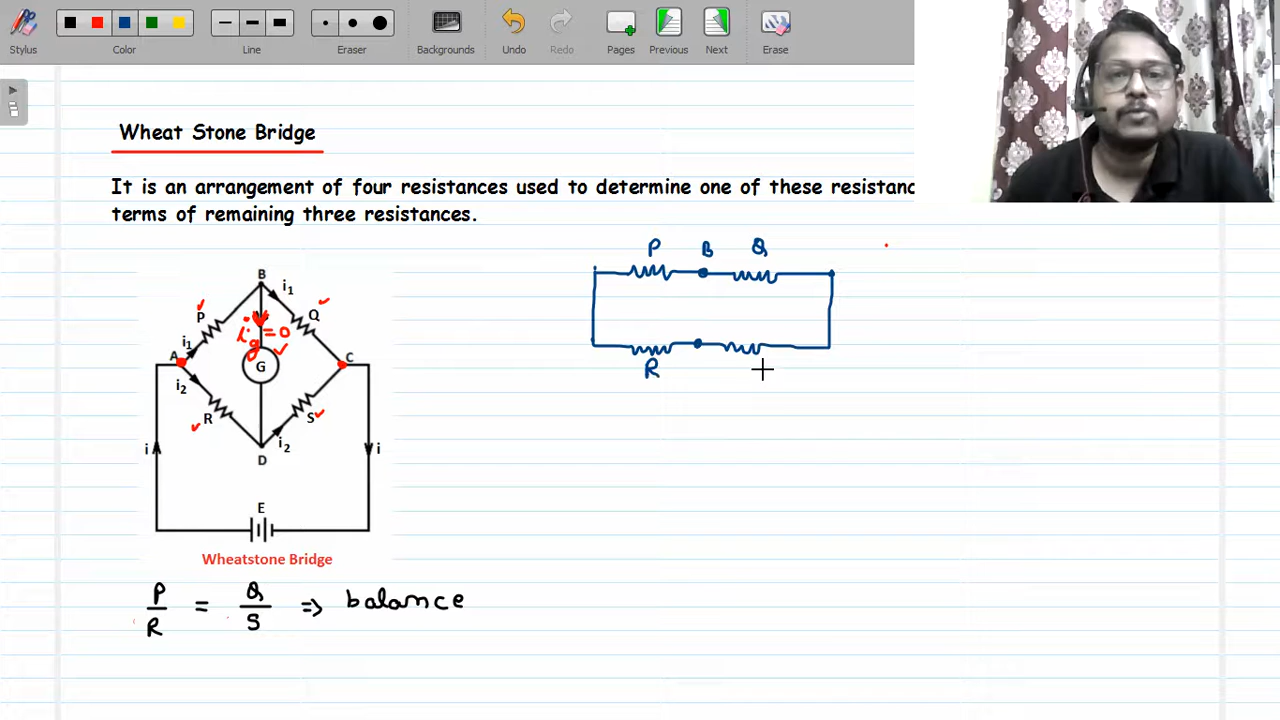 Stylus Color Line Eraser Backgrounds Undo Redo Pages Previous Next Erase
Wheat Stone Bridge
It is an arrangement of four resistances used to determine one of these resistanc
terms of remaining three resistances.
P B Q
R
B
i1
P Q
i1 ig = 0
A G C
i2
R S
i2
D
i i
E
Wheatstone Bridge
P/R = Q/S => balance